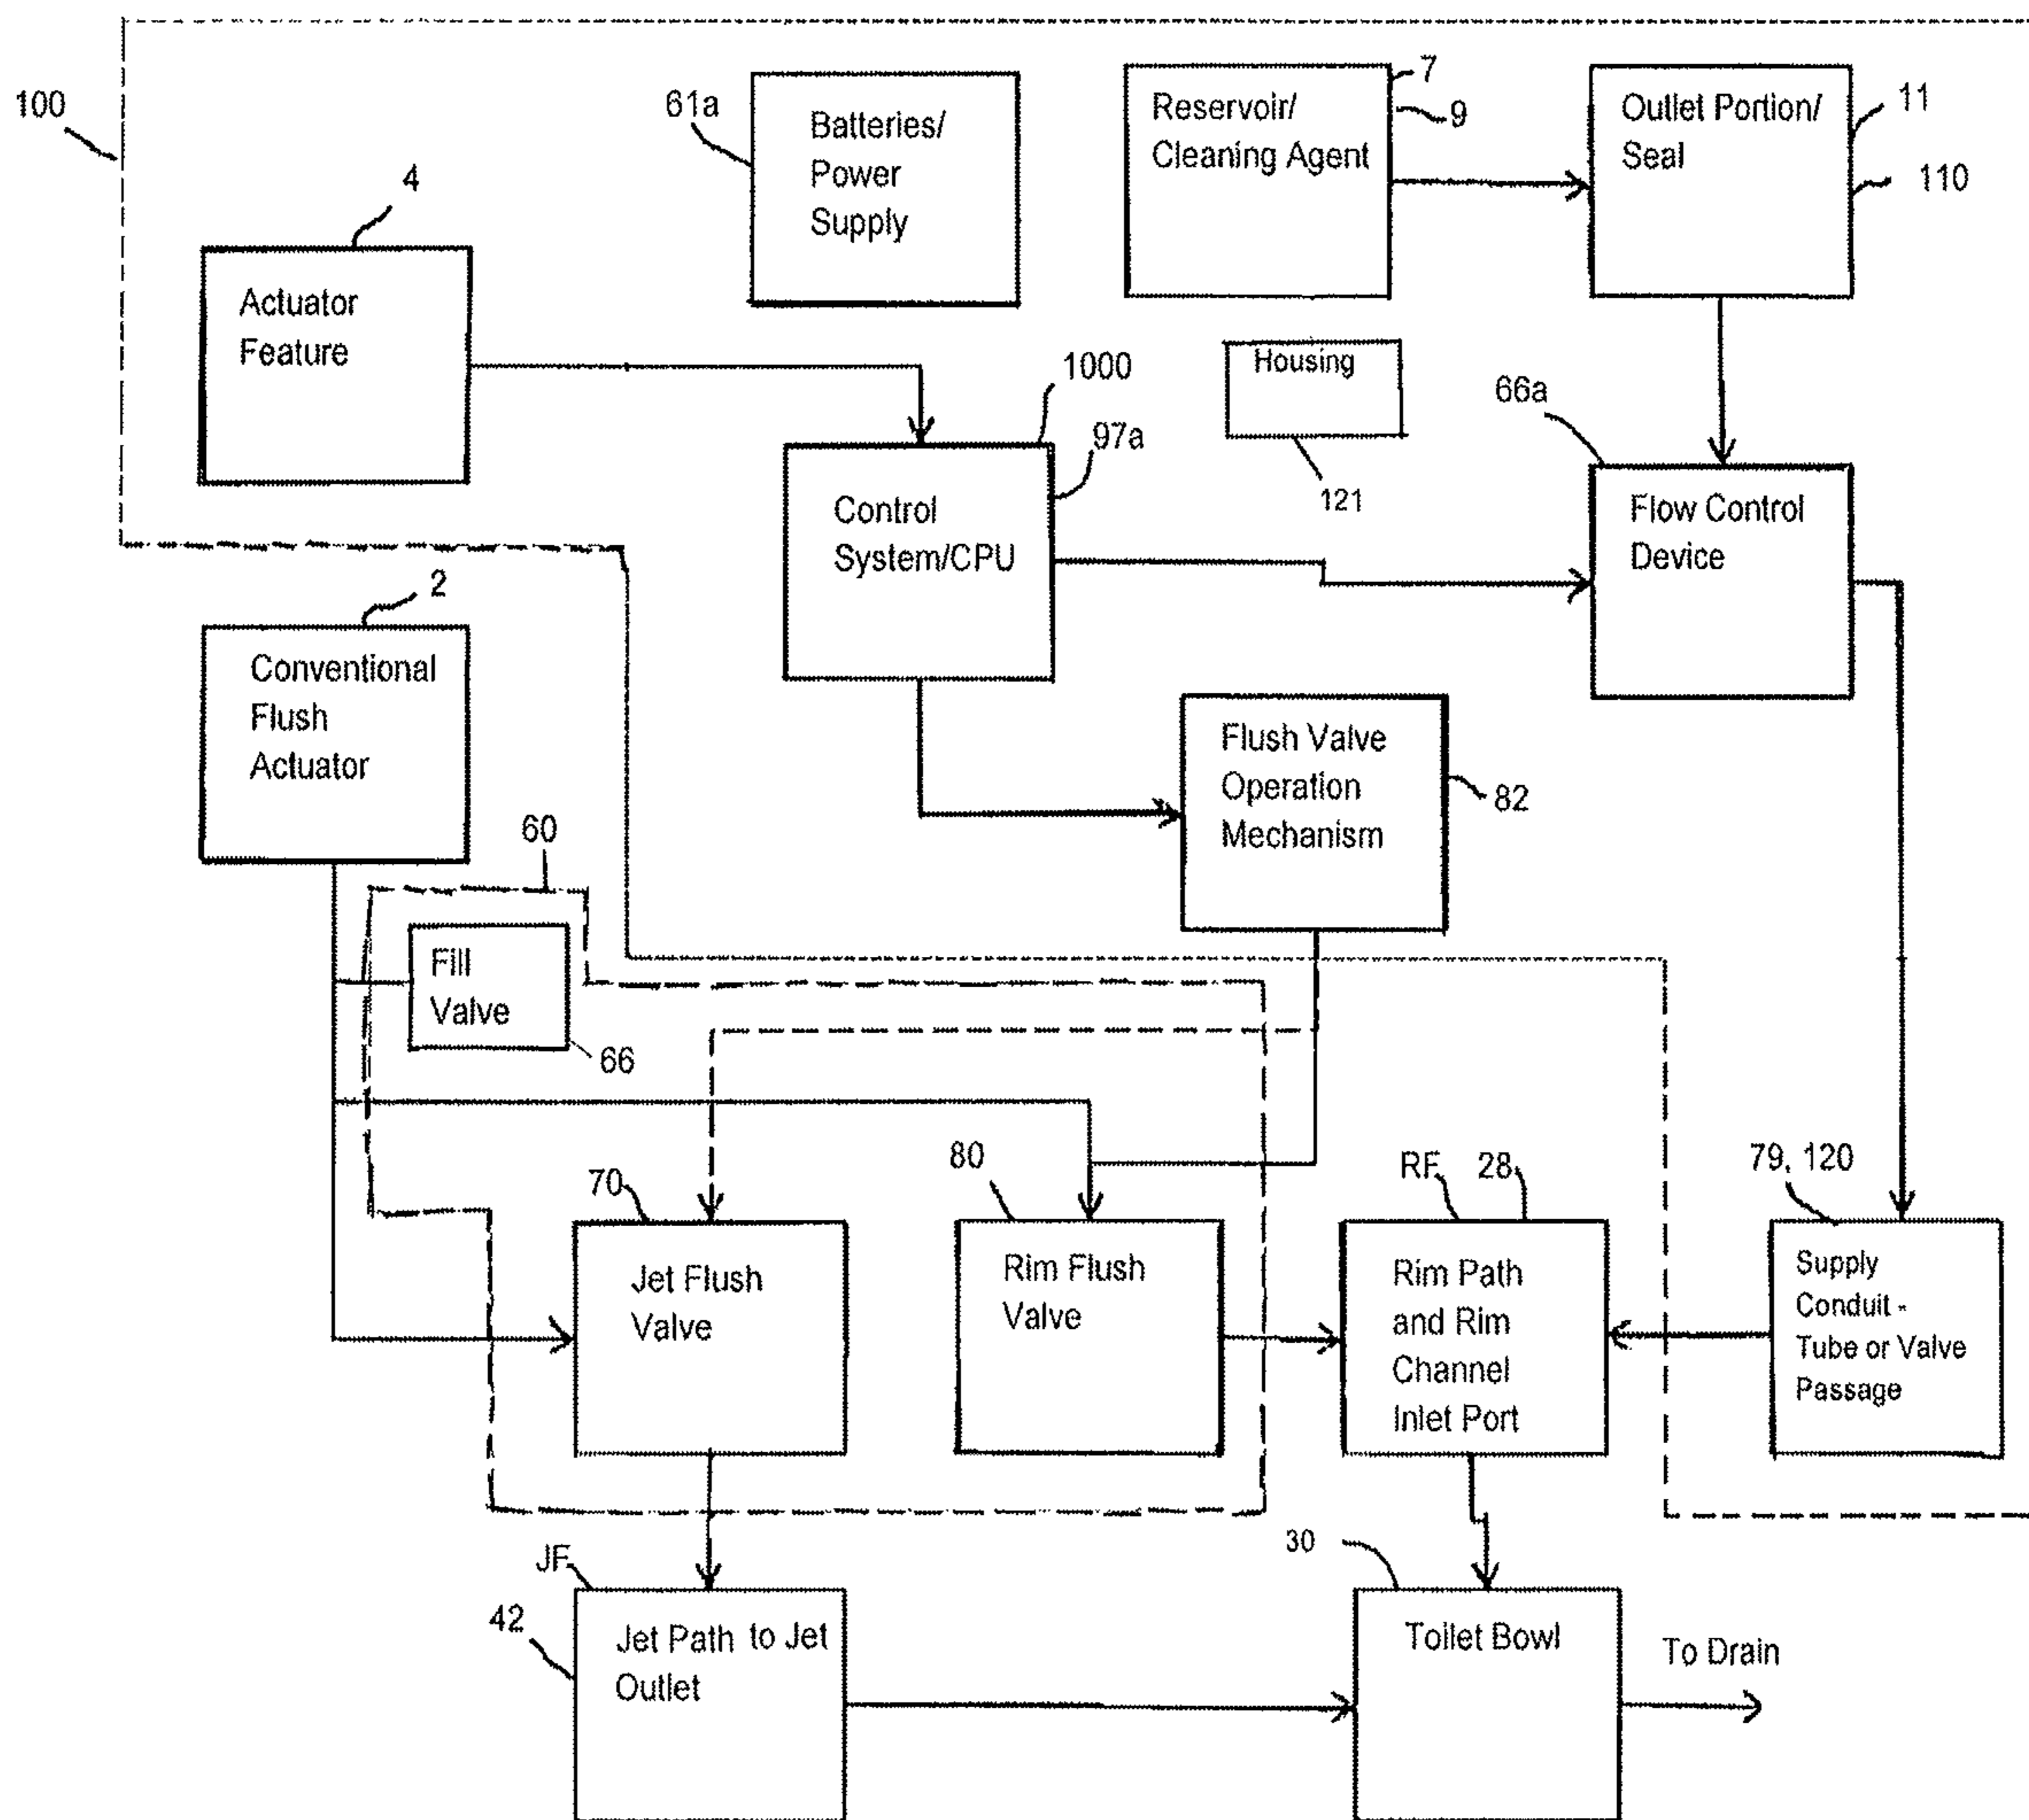 100
4
Actuator
Feature
61a
Batteries/
Power
Supply
7
9
Reservoir/
Cleaning Agent
Outlet Portion/
Seal
11
110
Housing
121
1000
97a
Control
System/CPU
66a
Flow Control
Device
2
Conventional
Flush
Actuator
Flush Valve
Operation
Mechanism
82
60
Fill
Valve
66
70
Jet Flush
Valve
80
Rim Flush
Valve
RF
28
Rim Path
and Rim
Channel
Inlet Port
79, 120
Supply
Conduit -
Tube or Valve
Passage
JF
42
Jet Path to Jet
Outlet
30
Toilet Bowl
To Drain